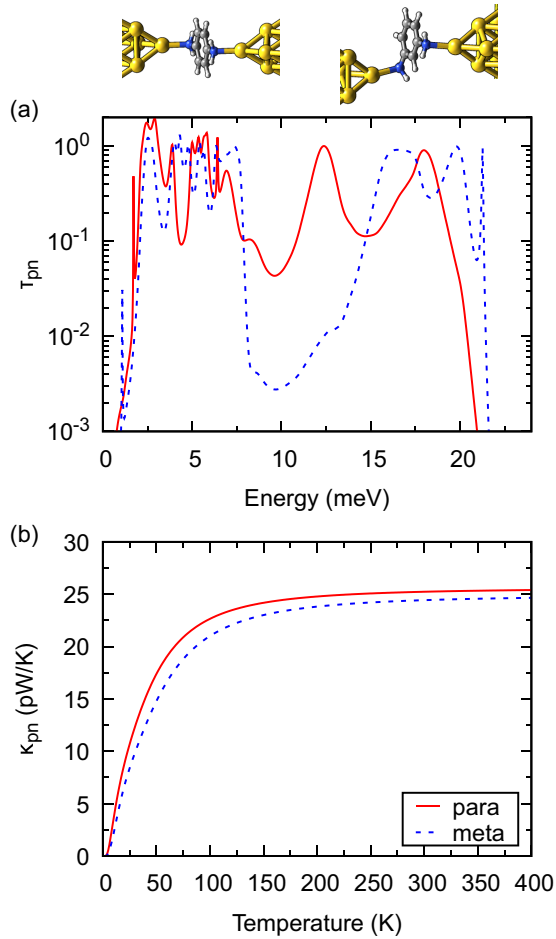 (a)
10⁰
10⁻¹
10⁻²
10⁻³
τpn
0 5 10 15 20
Energy (meV)
(b)
30
25
20
15
10
5
0
κpn (pW/K)
para
meta
0 50 100 150 200 250 300 350 400
Temperature (K)